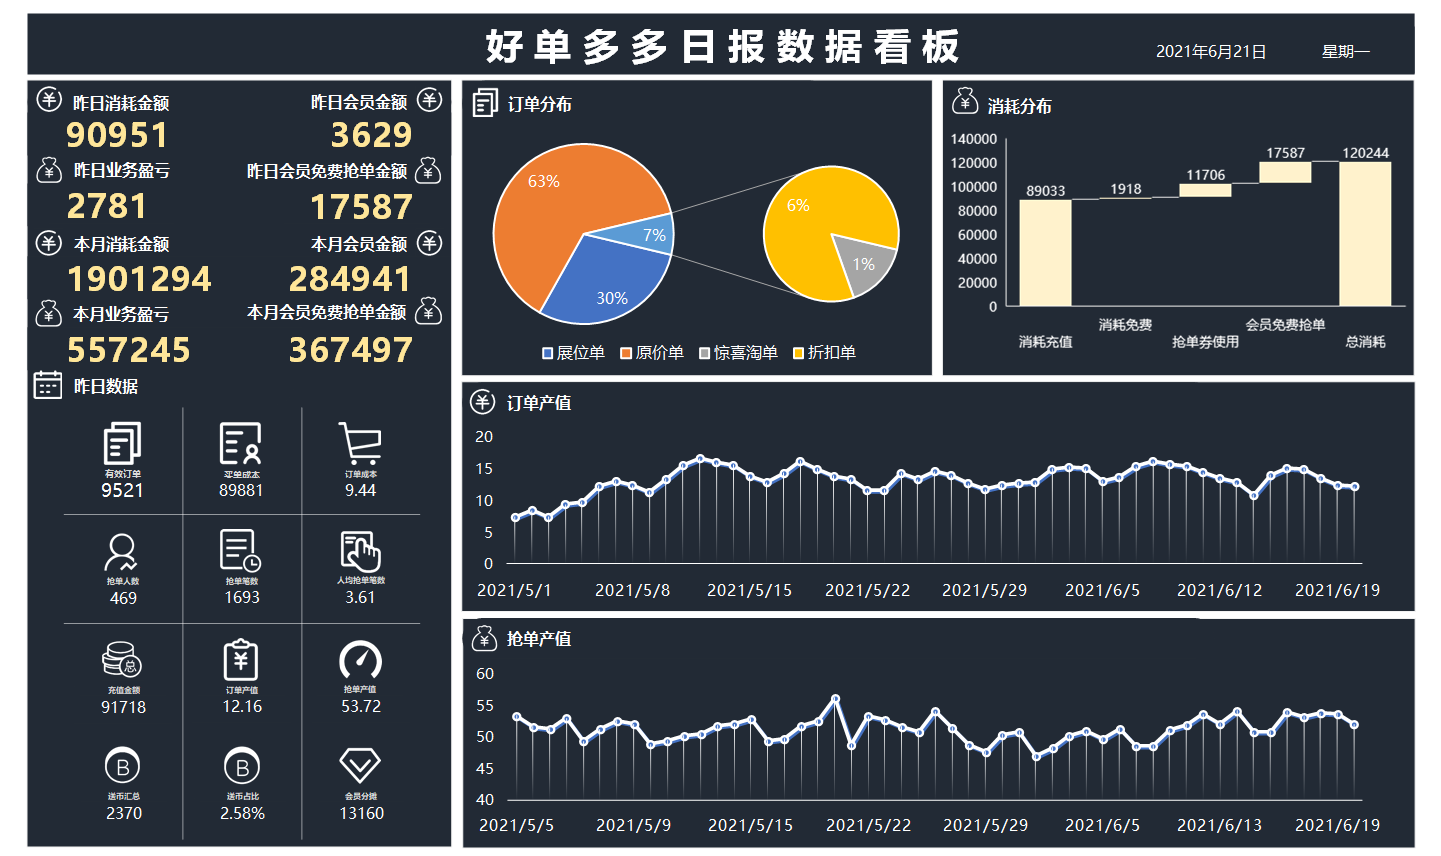 好单多多日报数据看板
2021年6月21日 星期一
昨日消耗金额 昨日会员金额
90951 3629
昨日业务盈亏 昨日会员免费抢单金额
2781 17587
本月消耗金额 本月会员金额
1901294 284941
本月业务盈亏 本月会员免费抢单金额
557245 367497
昨日数据
有效订单 买单成本 订单成本
9521 89881 9.44
抢单人数 抢单笔数 人均抢单笔数
469 1693 3.61
总
充值金额 订单产值 抢单产值
91718 12.16 53.72
B B
送币汇总 送币占比 会员分摊
2370 2.58% 13160
订单分布
63%
7%
30%
6%
1%
展位单 原价单 惊喜淘单 折扣单
消耗分布
140000
120000
100000
80000
60000
40000
20000
0
89033 1918 11706 17587 120244
消耗充值 消耗免费 抢单券使用 会员免费抢单 总消耗
订单产值
20
15
10
5
0
2021/5/1 2021/5/8 2021/5/15 2021/5/22 2021/5/29 2021/6/5 2021/6/12 2021/6/19
抢单产值
60
55
50
45
40
2021/5/5 2021/5/9 2021/5/15 2021/5/22 2021/5/29 2021/6/5 2021/6/13 2021/6/19